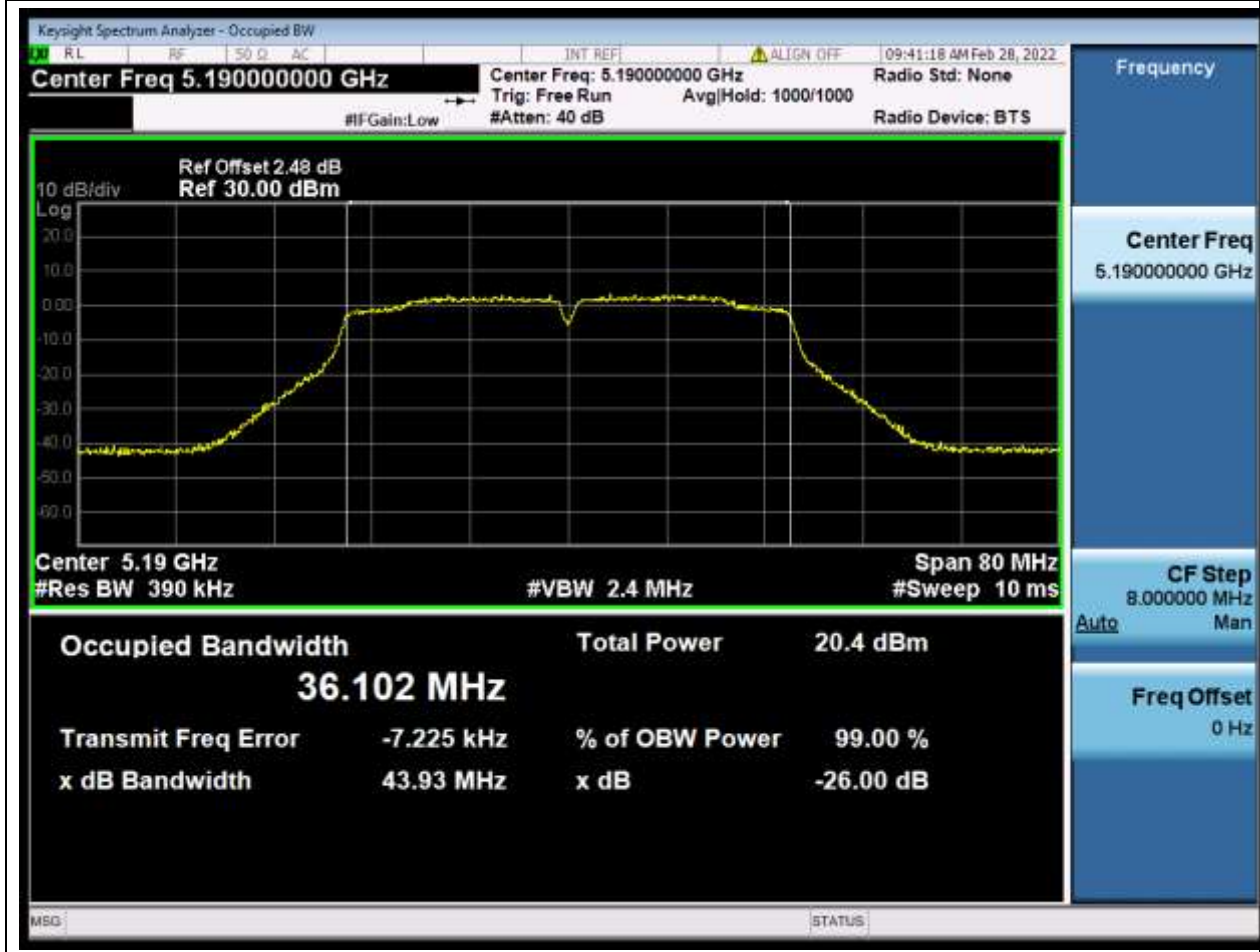 Keysight Spectrum Analyzer - Occupied BW
RL RF 50 Ω AC INT REF ALIGN OFF 09:41:18 AM Feb 28, 2022
Center Freq 5.190000000 GHz
Center Freq: 5.190000000 GHz Radio Std: None
Trig: Free Run Avg|Hold: 1000/1000
#IFGain:Low #Atten: 40 dB Radio Device: BTS
Ref Offset 2.48 dB
10 dB/div Ref 30.00 dBm
Log
20.0
10.0
0.00
-10.0
-20.0
-30.0
-40.0
-50.0
-60.0
Center 5.19 GHz Span 80 MHz
#Res BW 390 kHz #VBW 2.4 MHz #Sweep 10 ms
Occupied Bandwidth Total Power 20.4 dBm
36.102 MHz
Transmit Freq Error -7.225 kHz % of OBW Power 99.00 %
x dB Bandwidth 43.93 MHz x dB -26.00 dB
MSG STATUS
Frequency
Center Freq
5.190000000 GHz
CF Step
8.000000 MHz
Auto Man
Freq Offset
0 Hz